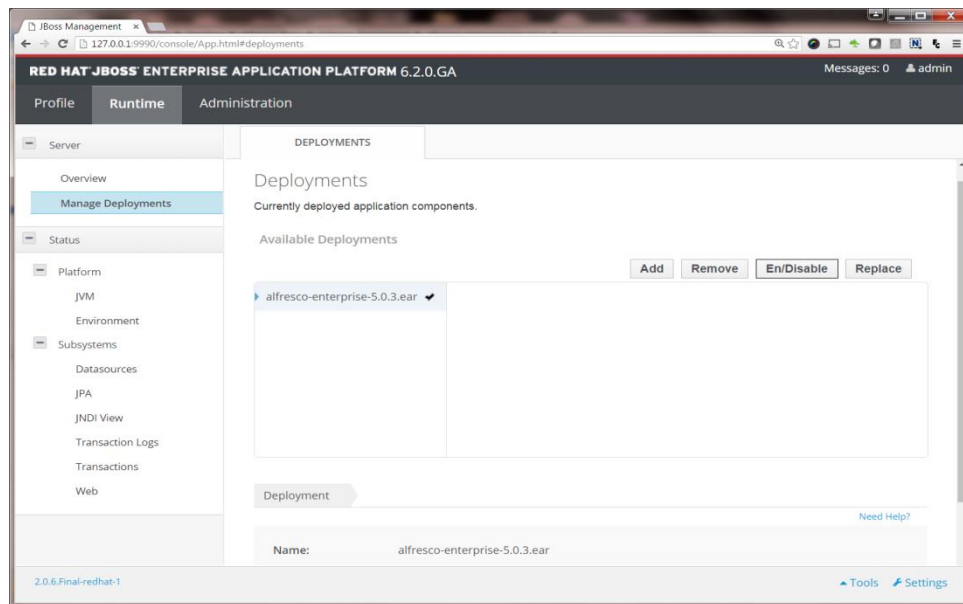 JBoss Management
127.0.0.1:9990/console/App.html#deployments
RED HAT JBOSS ENTERPRISE APPLICATION PLATFORM 6.2.0.GA
Messages: 0 admin
Profile Runtime Administration
Server
Overview
Manage Deployments
Status
Platform
JVM
Environment
Subsystems
Datasources
JPA
JNDI View
Transaction Logs
Transactions
Web
DEPLOYMENTS
Deployments
Currently deployed application components.
Available Deployments
Add Remove En/Disable Replace
alfresco-enterprise-5.0.3.ear
Deployment
Need Help?
Name: alfresco-enterprise-5.0.3.ear
2.0.6.Final-redhat-1
Tools Settings